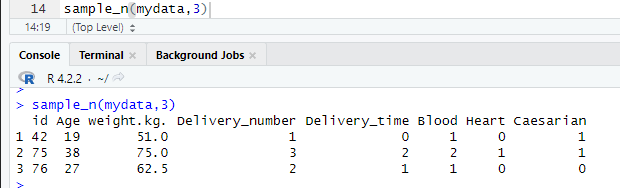 14 sample_n(mydata,3)
14:19 (Top Level)
Console Terminal Background Jobs
R R 4.2.2 · ~/
>
> sample_n(mydata,3)
id Age weight.kg. Delivery_number Delivery_time Blood Heart Caesarian
1 42 19 51.0 1 0 1 0 1
2 75 38 75.0 3 2 2 1 1
3 76 27 62.5 2 1 1 0 0
>